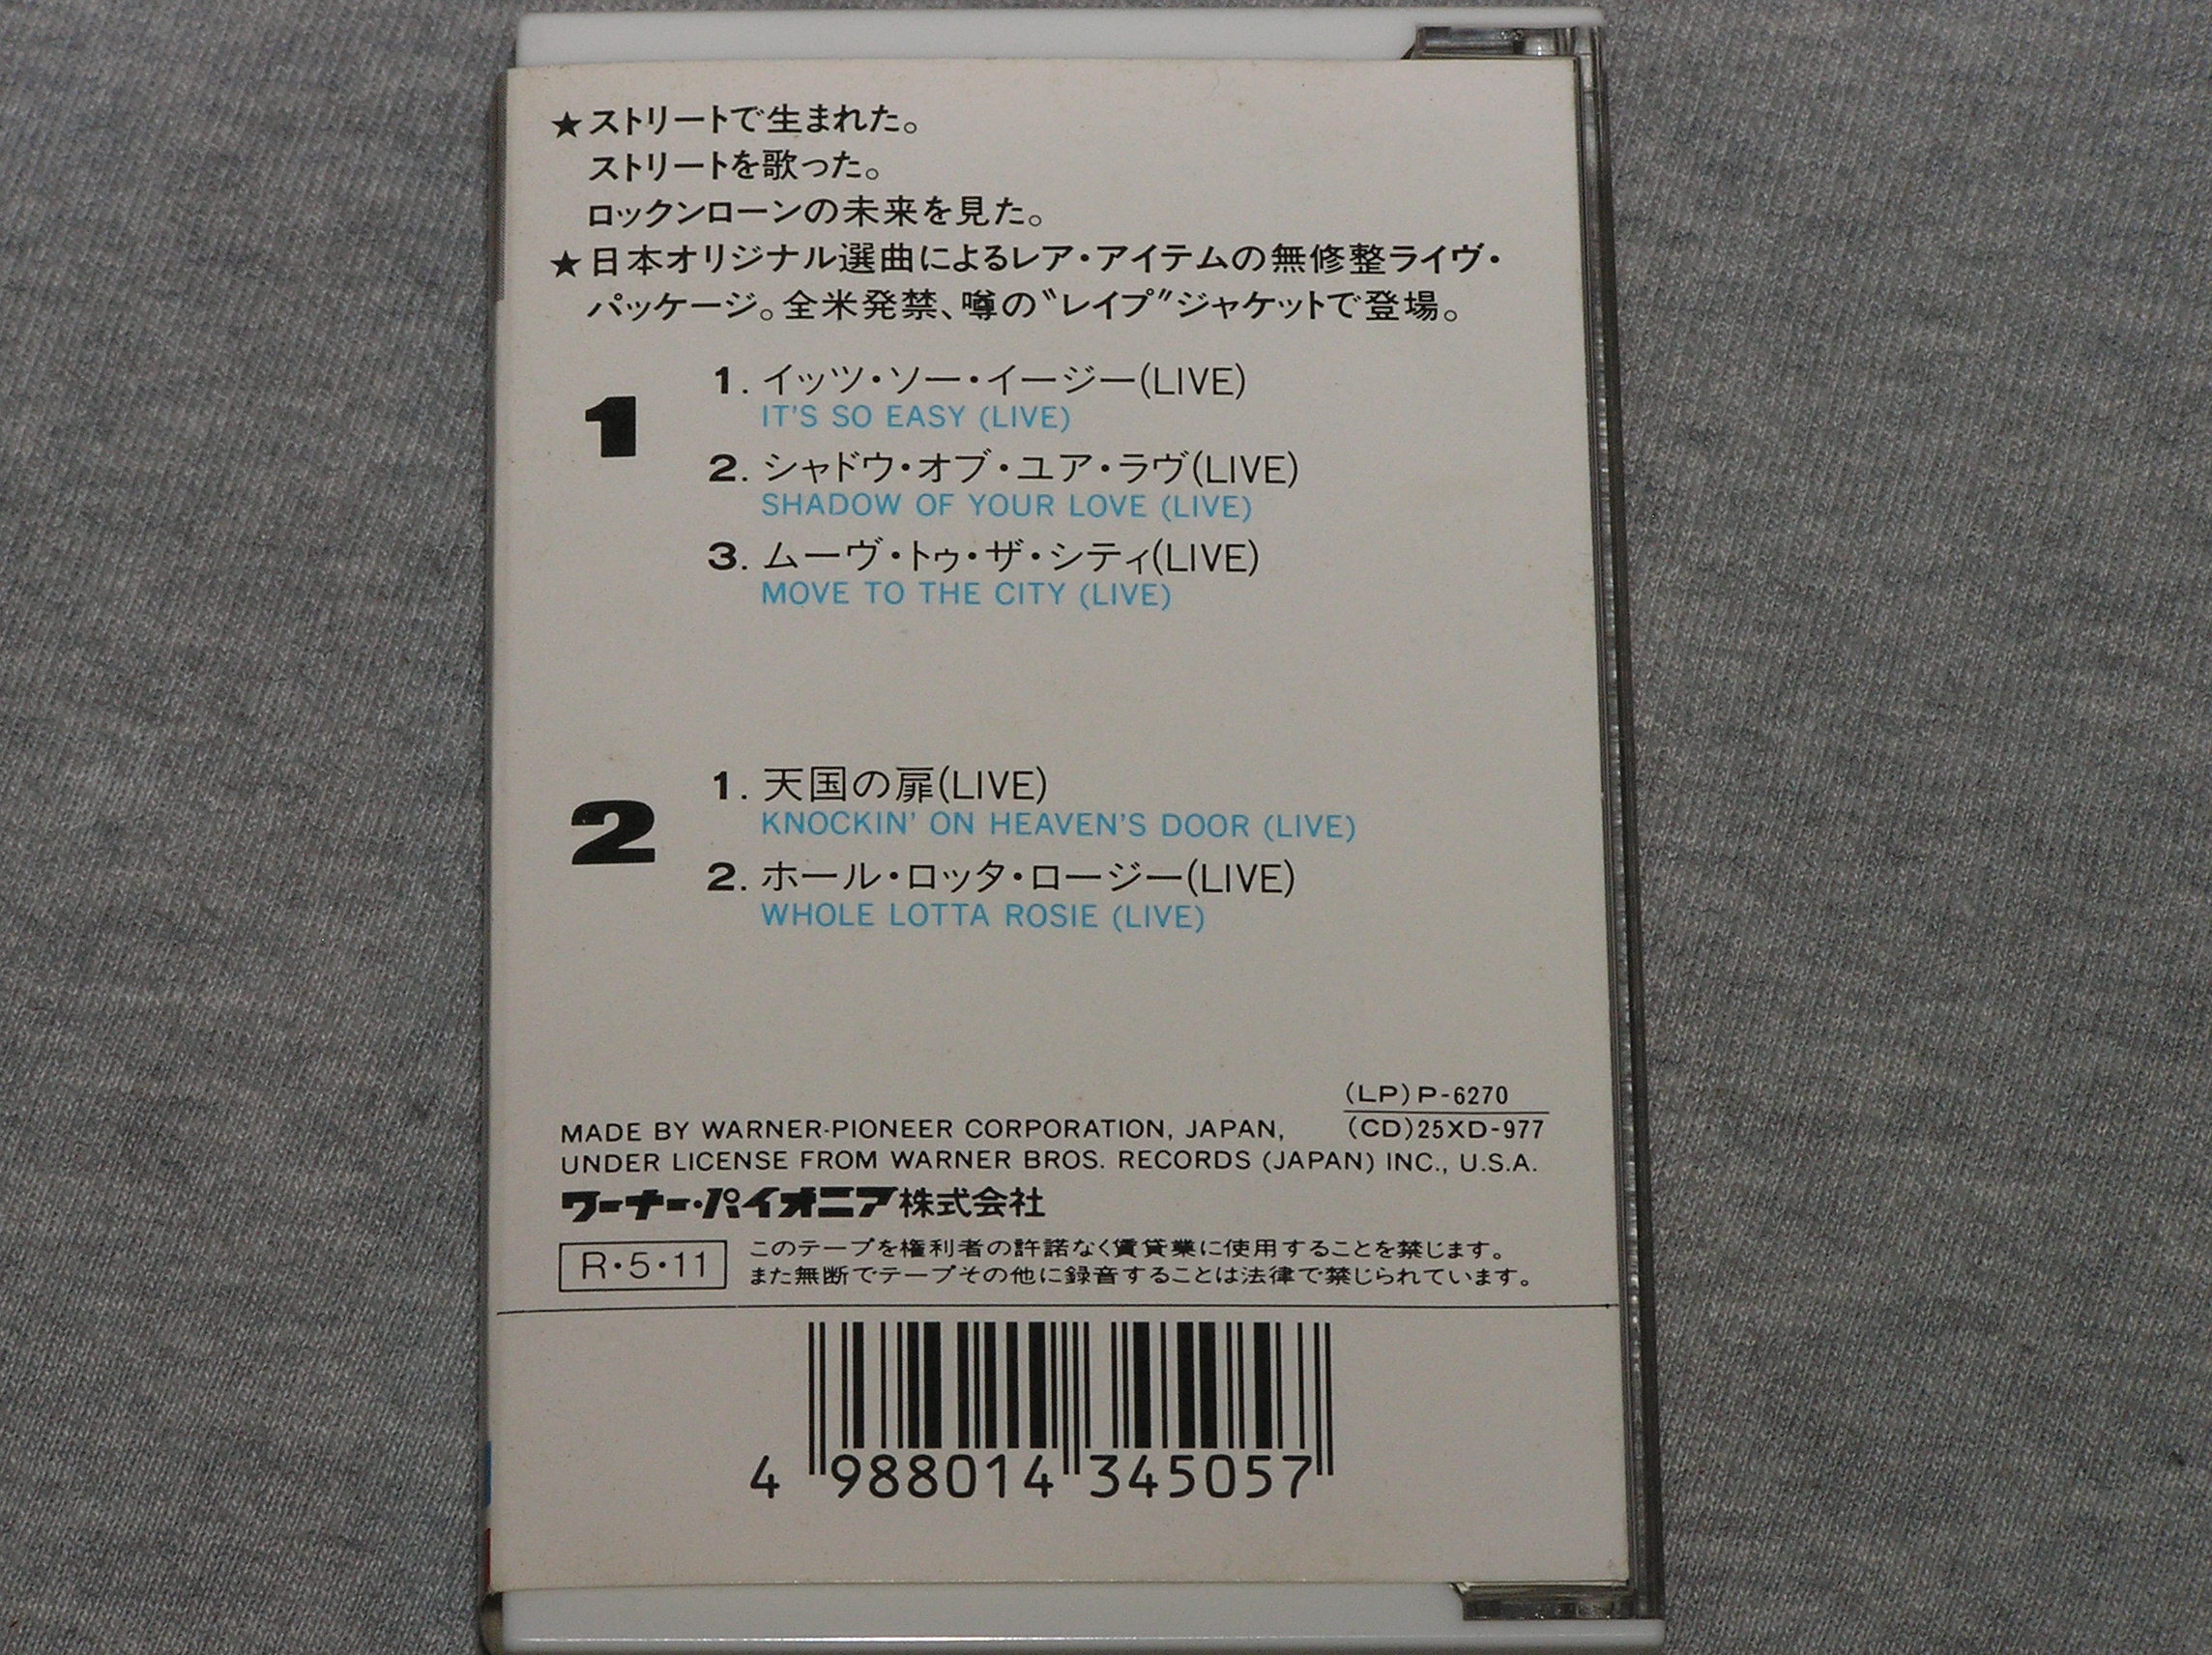 ★ストリートで生まれた。
ストリートを歌った。
ロックンローンの未来を見た。
★日本オリジナル選曲によるレア・アイテムの無修整ライヴ・
パッケージ。全米発禁、噂の〝レイプ〟ジャケットで登場。
1
1. イッツ・ソー・イージー(LIVE)
IT'S SO EASY (LIVE)
2. シャドウ・オブ・ユア・ラヴ(LIVE)
SHADOW OF YOUR LOVE (LIVE)
3. ムーヴ・トゥ・ザ・シティ(LIVE)
MOVE TO THE CITY (LIVE)
2
1. 天国の扉(LIVE)
KNOCKIN' ON HEAVEN'S DOOR (LIVE)
2. ホール・ロッタ・ロージー(LIVE)
WHOLE LOTTA ROSIE (LIVE)
(LP)P-6270
(CD)25XD-977
MADE BY WARNER-PIONEER CORPORATION, JAPAN,
UNDER LICENSE FROM WARNER BROS. RECORDS (JAPAN) INC., U.S.A.
ワーナー・パイオニア株式会社
R・5・11
このテープを権利者の許諾なく賃貸業に使用することを禁じます。
また無断でテープその他に録音することは法律で禁じられています。
4 988014 345057